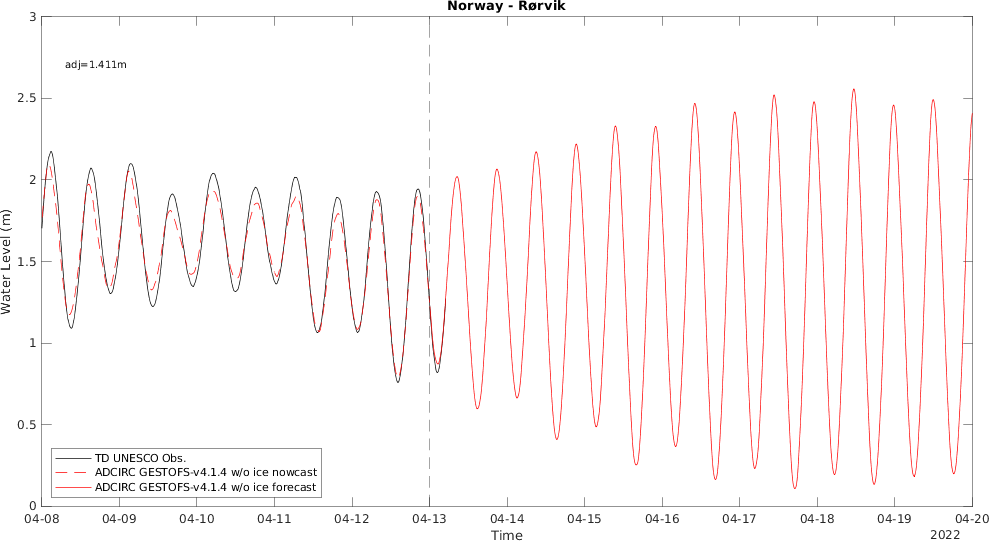 Norway - Rørvik
3
2.5
2
1.5
1
0.5
0
Water Level (m)
adj=1.411m
TD UNESCO Obs.
ADCIRC GESTOFS-v4.1.4 w/o ice nowcast
ADCIRC GESTOFS-v4.1.4 w/o ice forecast
04-08 04-09 04-10 04-11 04-12 04-13 04-14 04-15 04-16 04-17 04-18 04-19 04-20
Time
2022